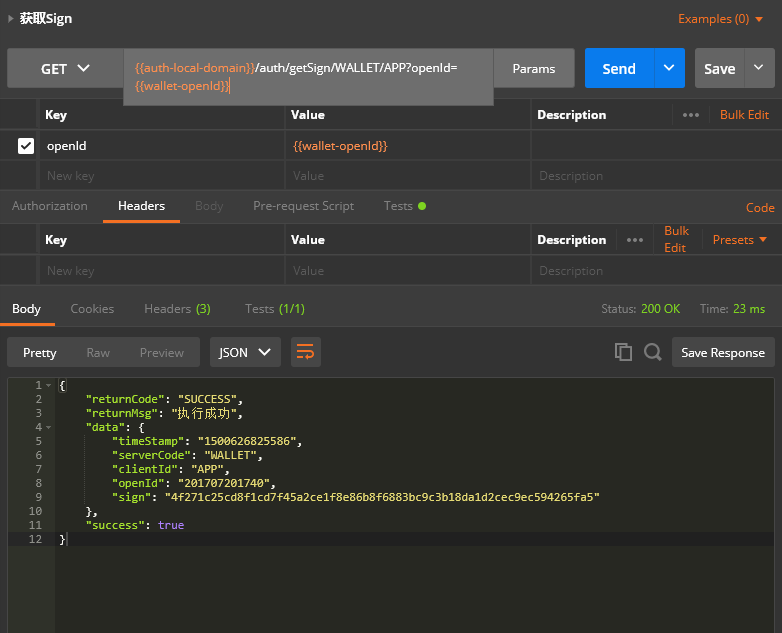 获取Sign
Examples (0)
GET
{{auth-local-domain}}/auth/getSign/WALLET/APP?openId=
{{wallet-openId}}
Params
Send
Save
Key Value Description ••• Bulk Edit
openId {{wallet-openId}}
New key Value Description
Authorization Headers Body Pre-request Script Tests Code
Key Value Description ••• Bulk Edit Presets
New key Value Description
Body Cookies Headers (3) Tests (1/1) Status: 200 OK Time: 23 ms
Pretty Raw Preview JSON Save Response
1 {
2 "returnCode": "SUCCESS",
3 "returnMsg": "执行成功",
4 "data": {
5 "timeStamp": "1500626825586",
6 "serverCode": "WALLET",
7 "clientId": "APP",
8 "openId": "201707201740",
9 "sign": "4f271c25cd8f1cd7f45a2ce1f8e86b8f6883bc9c3b18da1d2cec9ec594265fa5"
10 },
11 "success": true
12 }